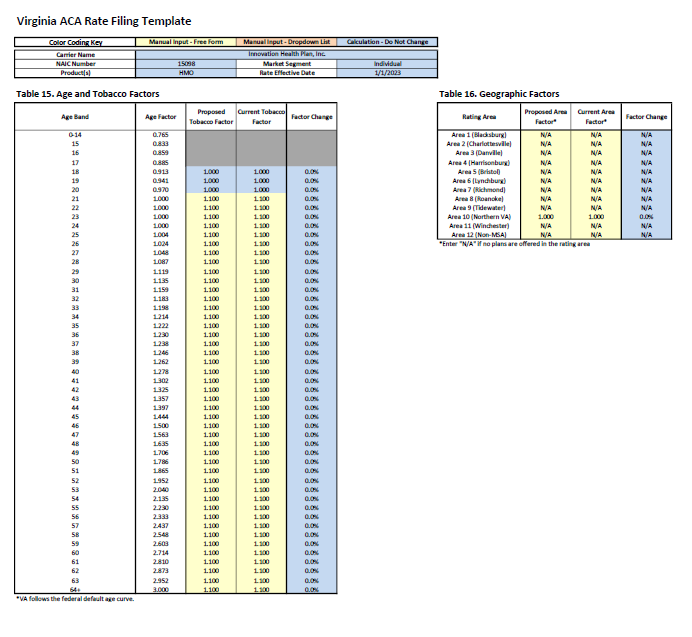 Virginia ACA Rate Filing Template
Color Coding Key Manual Input - Free Form Manual Input - Dropdown List Calculation - Do Not Change
Carrier Name Innovation Health Plan, Inc.
NAIC Number 15098 Market Segment Individual
Product(s) HMO Rate Effective Date 1/1/2023
Table 15. Age and Tobacco Factors
Age Band Age Factor Proposed Tobacco Factor Current Tobacco Factor Factor Change
0-14 0.765
15 0.833
16 0.859
17 0.885
18 0.913 1.000 1.000 0.0%
19 0.941 1.000 1.000 0.0%
20 0.970 1.000 1.000 0.0%
21 1.000 1.100 1.100 0.0%
22 1.000 1.100 1.100 0.0%
23 1.000 1.100 1.100 0.0%
24 1.000 1.100 1.100 0.0%
25 1.004 1.100 1.100 0.0%
26 1.024 1.100 1.100 0.0%
27 1.048 1.100 1.100 0.0%
28 1.087 1.100 1.100 0.0%
29 1.119 1.100 1.100 0.0%
30 1.135 1.100 1.100 0.0%
31 1.159 1.100 1.100 0.0%
32 1.183 1.100 1.100 0.0%
33 1.198 1.100 1.100 0.0%
34 1.214 1.100 1.100 0.0%
35 1.222 1.100 1.100 0.0%
36 1.230 1.100 1.100 0.0%
37 1.238 1.100 1.100 0.0%
38 1.246 1.100 1.100 0.0%
39 1.262 1.100 1.100 0.0%
40 1.278 1.100 1.100 0.0%
41 1.302 1.100 1.100 0.0%
42 1.325 1.100 1.100 0.0%
43 1.357 1.100 1.100 0.0%
44 1.397 1.100 1.100 0.0%
45 1.444 1.100 1.100 0.0%
46 1.500 1.100 1.100 0.0%
47 1.563 1.100 1.100 0.0%
48 1.635 1.100 1.100 0.0%
49 1.706 1.100 1.100 0.0%
50 1.786 1.100 1.100 0.0%
51 1.865 1.100 1.100 0.0%
52 1.952 1.100 1.100 0.0%
53 2.040 1.100 1.100 0.0%
54 2.135 1.100 1.100 0.0%
55 2.230 1.100 1.100 0.0%
56 2.333 1.100 1.100 0.0%
57 2.437 1.100 1.100 0.0%
58 2.548 1.100 1.100 0.0%
59 2.603 1.100 1.100 0.0%
60 2.714 1.100 1.100 0.0%
61 2.810 1.100 1.100 0.0%
62 2.873 1.100 1.100 0.0%
63 2.952 1.100 1.100 0.0%
64+ 3.000 1.100 1.100 0.0%
*VA follows the federal default age curve.
Table 16. Geographic Factors
Rating Area Proposed Area Factor* Current Area Factor* Factor Change
Area 1 (Blacksburg) N/A N/A N/A
Area 2 (Charlottesville) N/A N/A N/A
Area 3 (Danville) N/A N/A N/A
Area 4 (Harrisonburg) N/A N/A N/A
Area 5 (Bristol) N/A N/A N/A
Area 6 (Lynchburg) N/A N/A N/A
Area 7 (Richmond) N/A N/A N/A
Area 8 (Roanoke) N/A N/A N/A
Area 9 (Tidewater) N/A N/A N/A
Area 10 (Northern VA) 1.000 1.000 0.0%
Area 11 (Winchester) N/A N/A N/A
Area 12 (Non-MSA) N/A N/A N/A
*Enter "N/A" if no plans are offered in the rating area